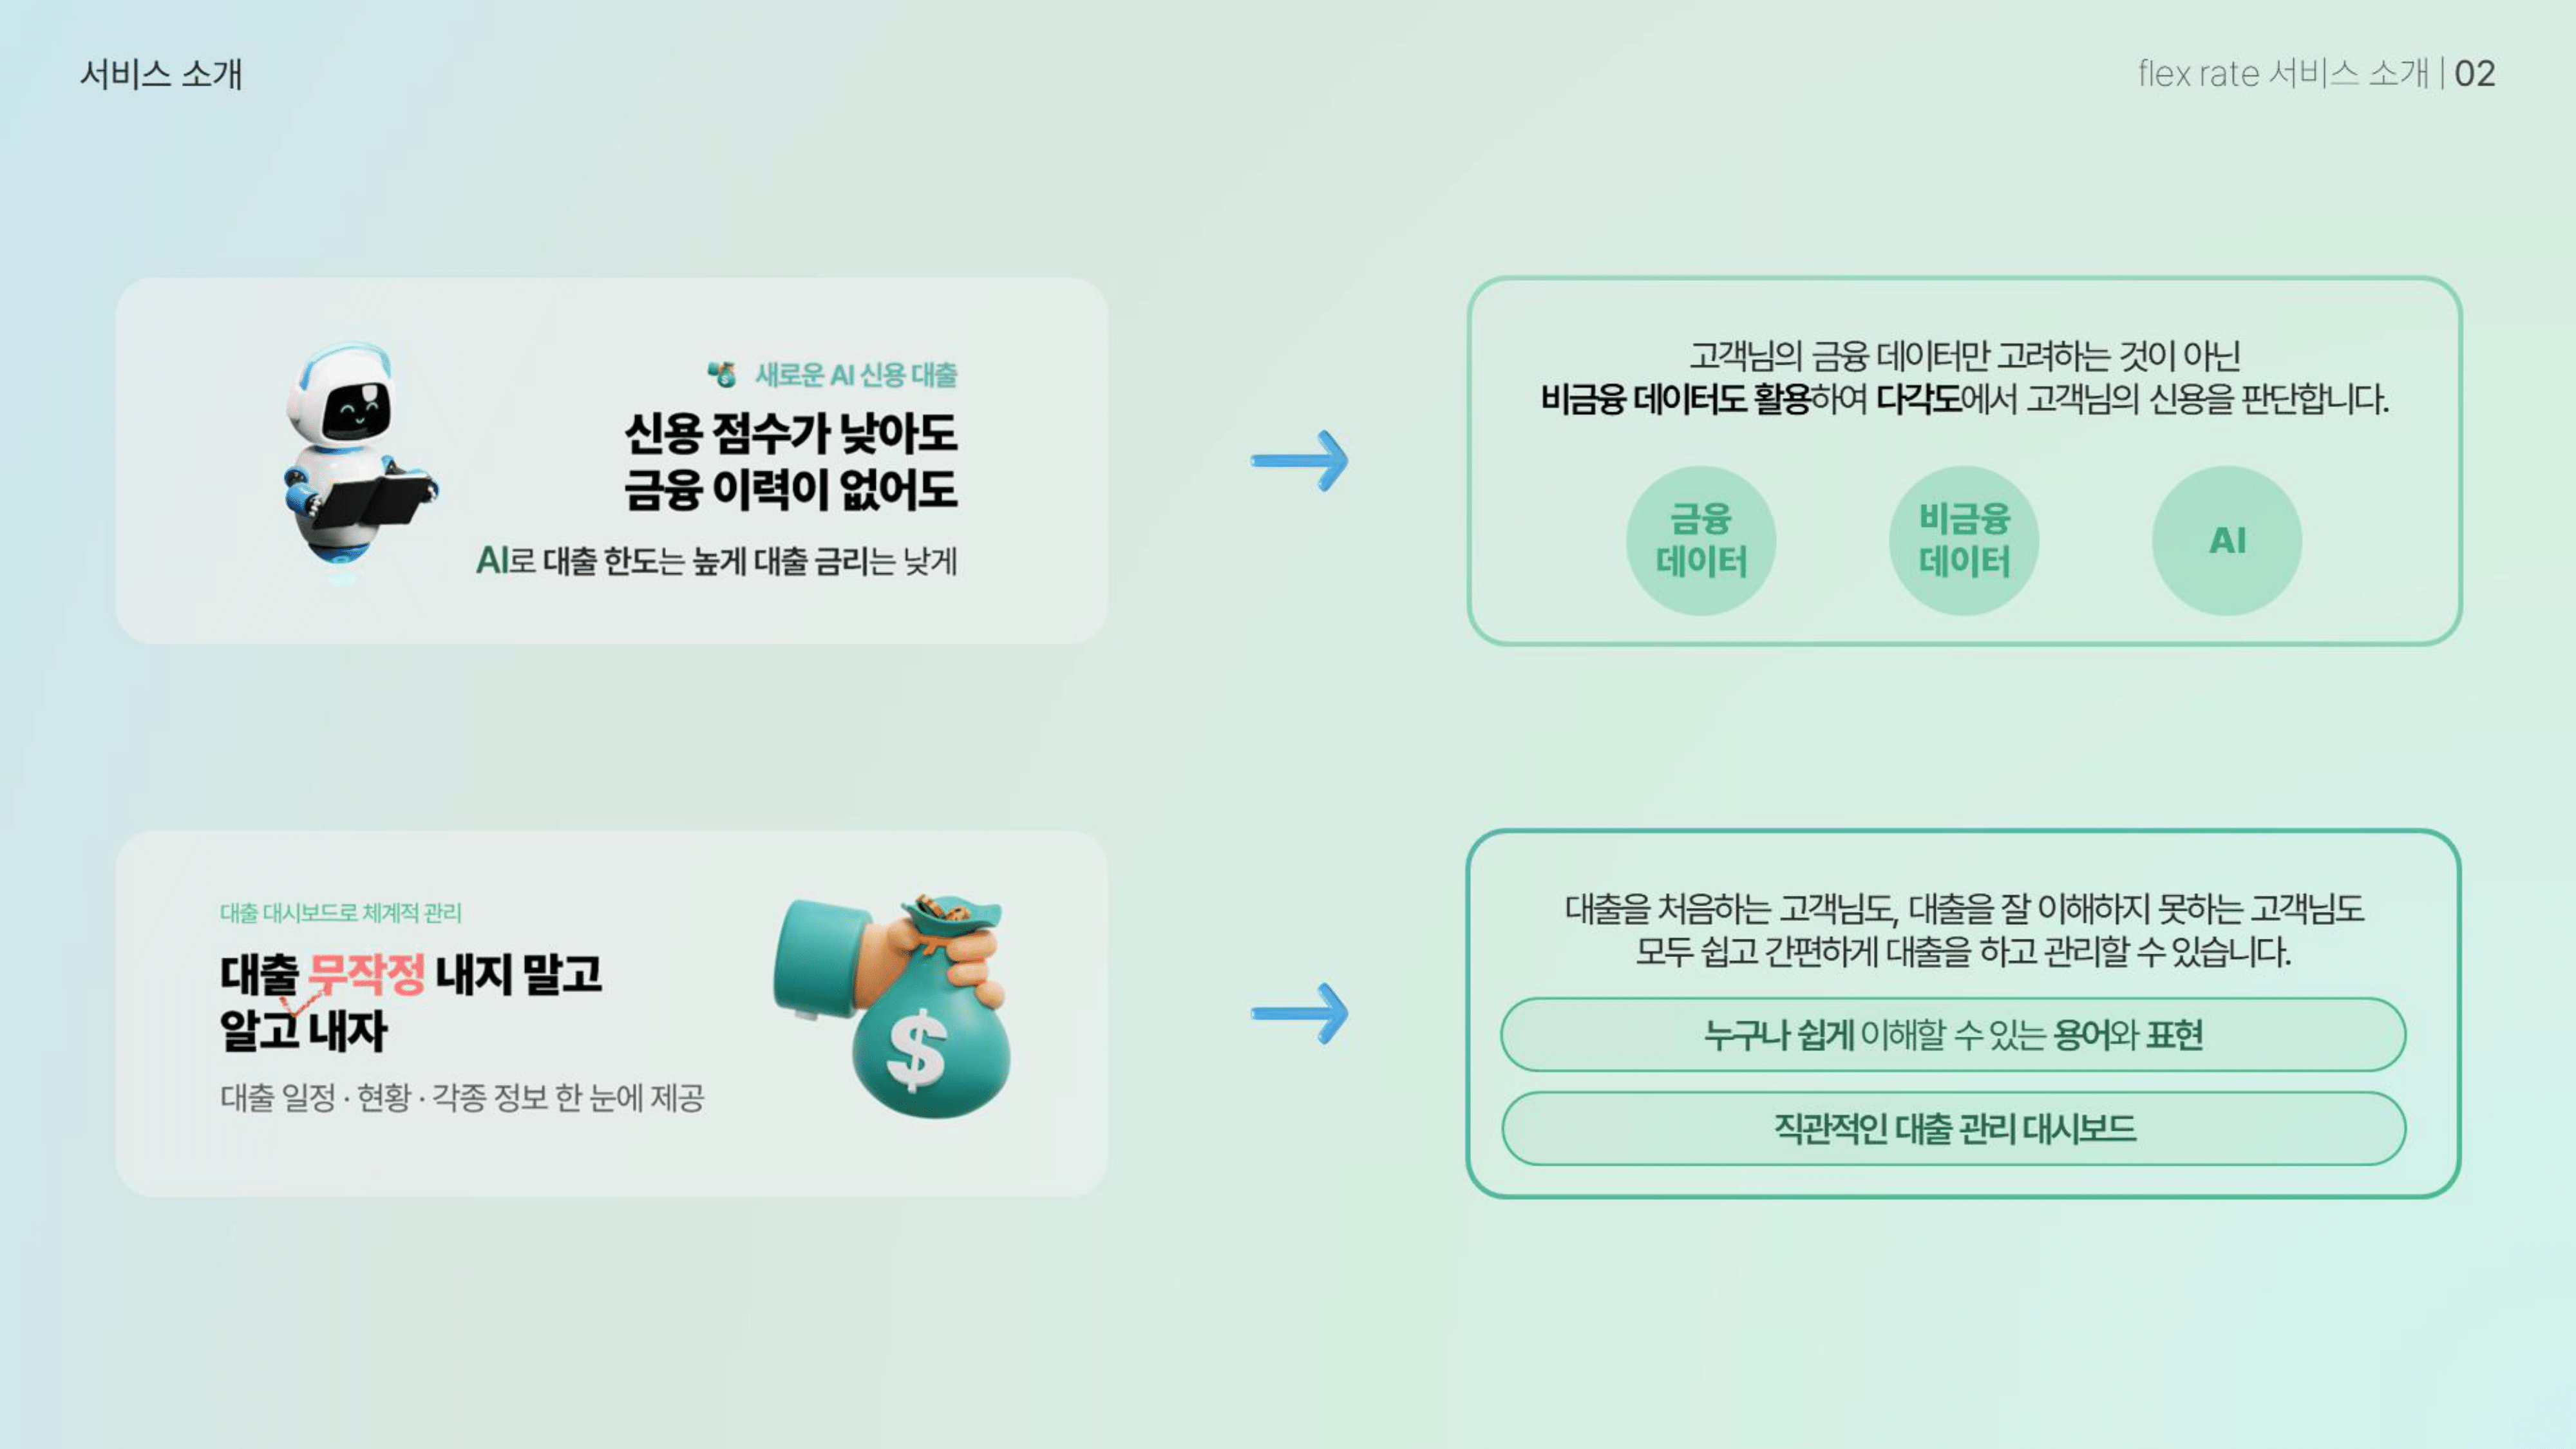 서비스 소개
flex rate 서비스 소개 | 02
새로운 AI 신용 대출
신용 점수가 낮아도
금융 이력이 없어도
AI로 대출 한도는 높게 대출 금리는 낮게
고객님의 금융 데이터만 고려하는 것이 아닌
비금융 데이터도 활용하여 다각도에서 고객님의 신용을 판단합니다.
금융
데이터
비금융
데이터
AI
대출 대시보드로 체계적 관리
대출 무작정 내지 말고
알고 내자
대출 일정 · 현황 · 각종 정보 한 눈에 제공
$
대출을 처음하는 고객님도, 대출을 잘 이해하지 못하는 고객님도
모두 쉽고 간편하게 대출을 하고 관리할 수 있습니다.
누구나 쉽게 이해할 수 있는 용어와 표현
직관적인 대출 관리 대시보드